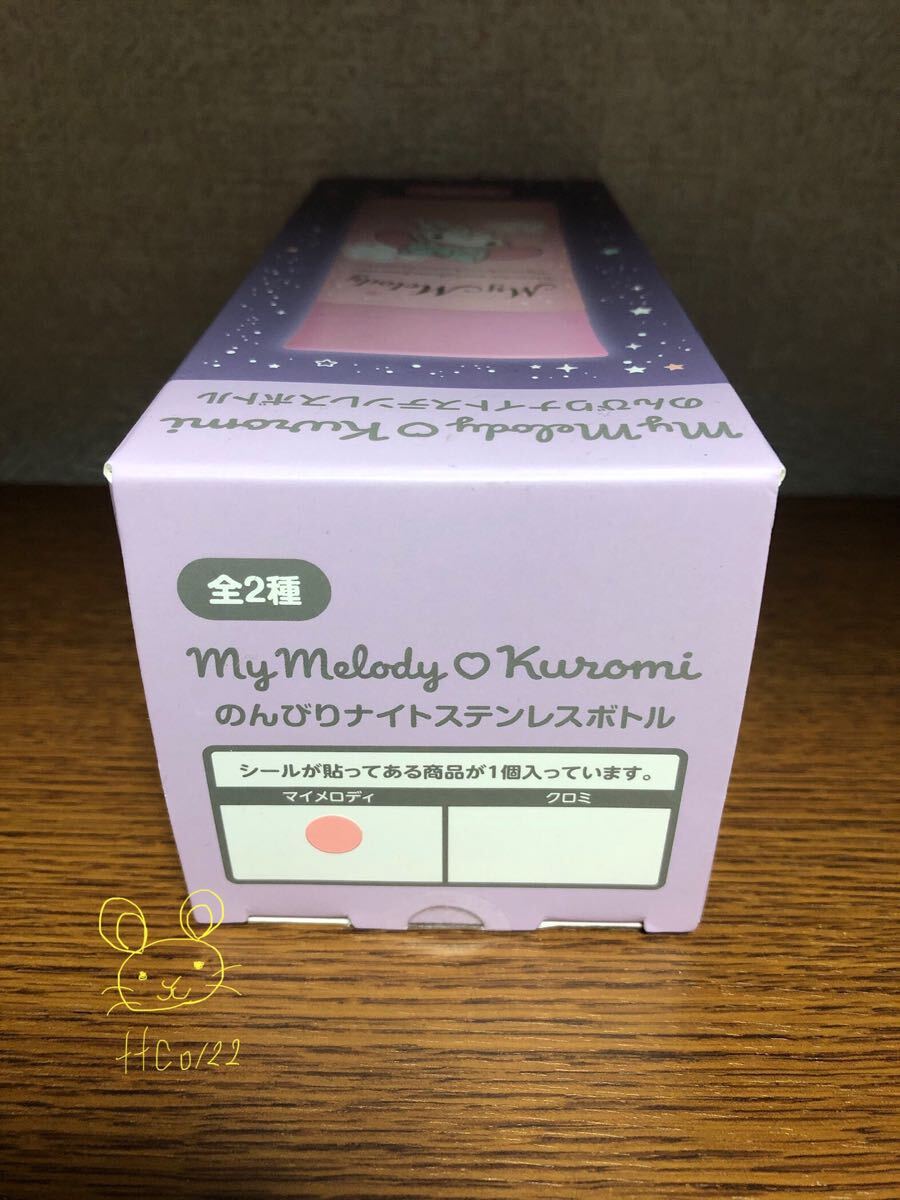 My Melody
My Melody ♡ Kuromi
のんびりナイトステンレスボトル
全2種
My Melody ♡ Kuromi
のんびりナイトステンレスボトル
シールが貼ってある商品が1個入っています。
マイメロディ
クロミ
HCo122